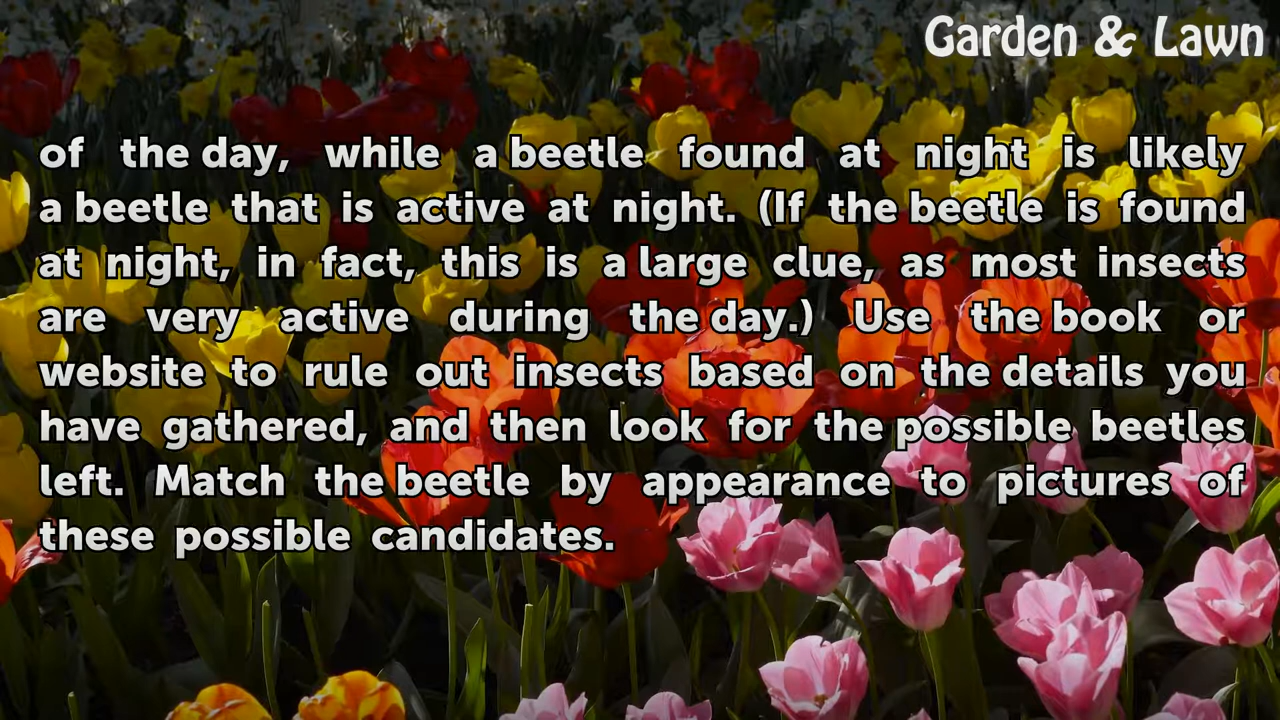 Garden & Lawn
of the day, while a beetle found at night is likely
a beetle that is active at night. (If the beetle is found
at night, in fact, this is a large clue, as most insects
are very active during the day.) Use the book or
website to rule out insects based on the details you
have gathered, and then look for the possible beetles
left. Match the beetle by appearance to pictures of
these possible candidates.